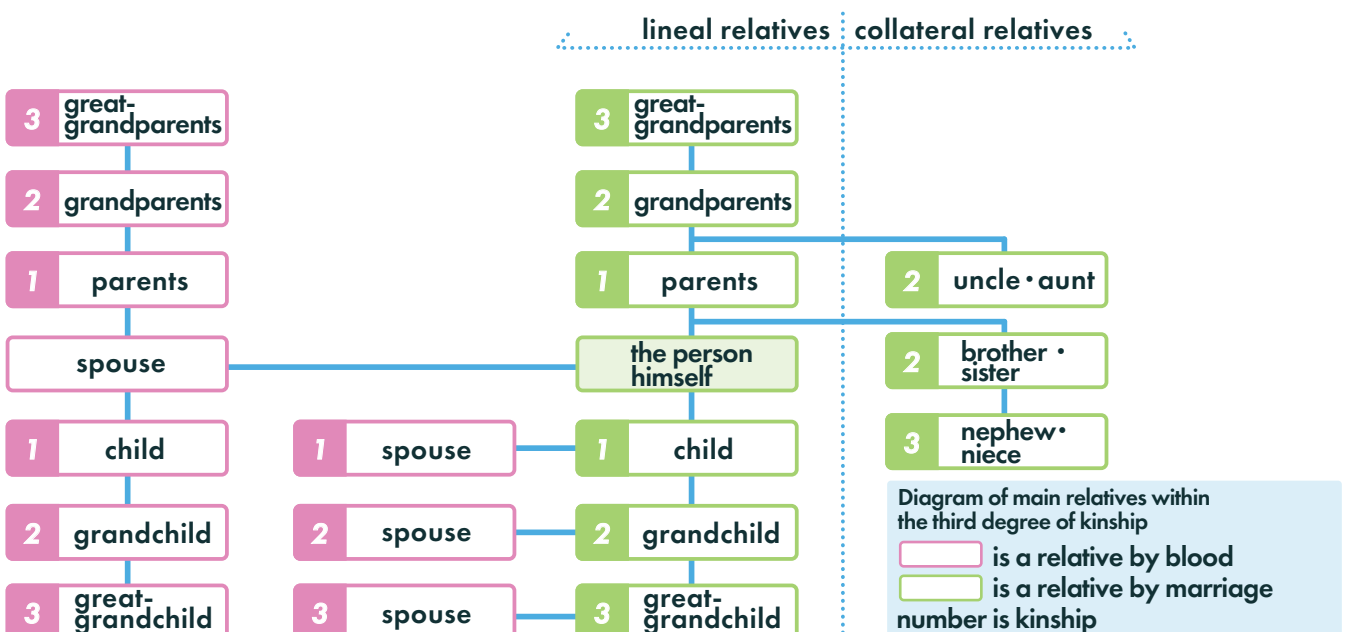 lineal relatives collateral relatives
3 great-
grandparents
3 great-
grandparents
2 grandparents
2 grandparents
1 parents
1 parents
2 uncle・aunt
spouse
the person
himself
2 brother・
sister
1 child
1 spouse
1 child
3 nephew・
niece
2 grandchild
2 spouse
2 grandchild
3 great-
grandchild
3 spouse
3 great-
grandchild
Diagram of main relatives within
the third degree of kinship
is a relative by blood
is a relative by marriage
number is kinship